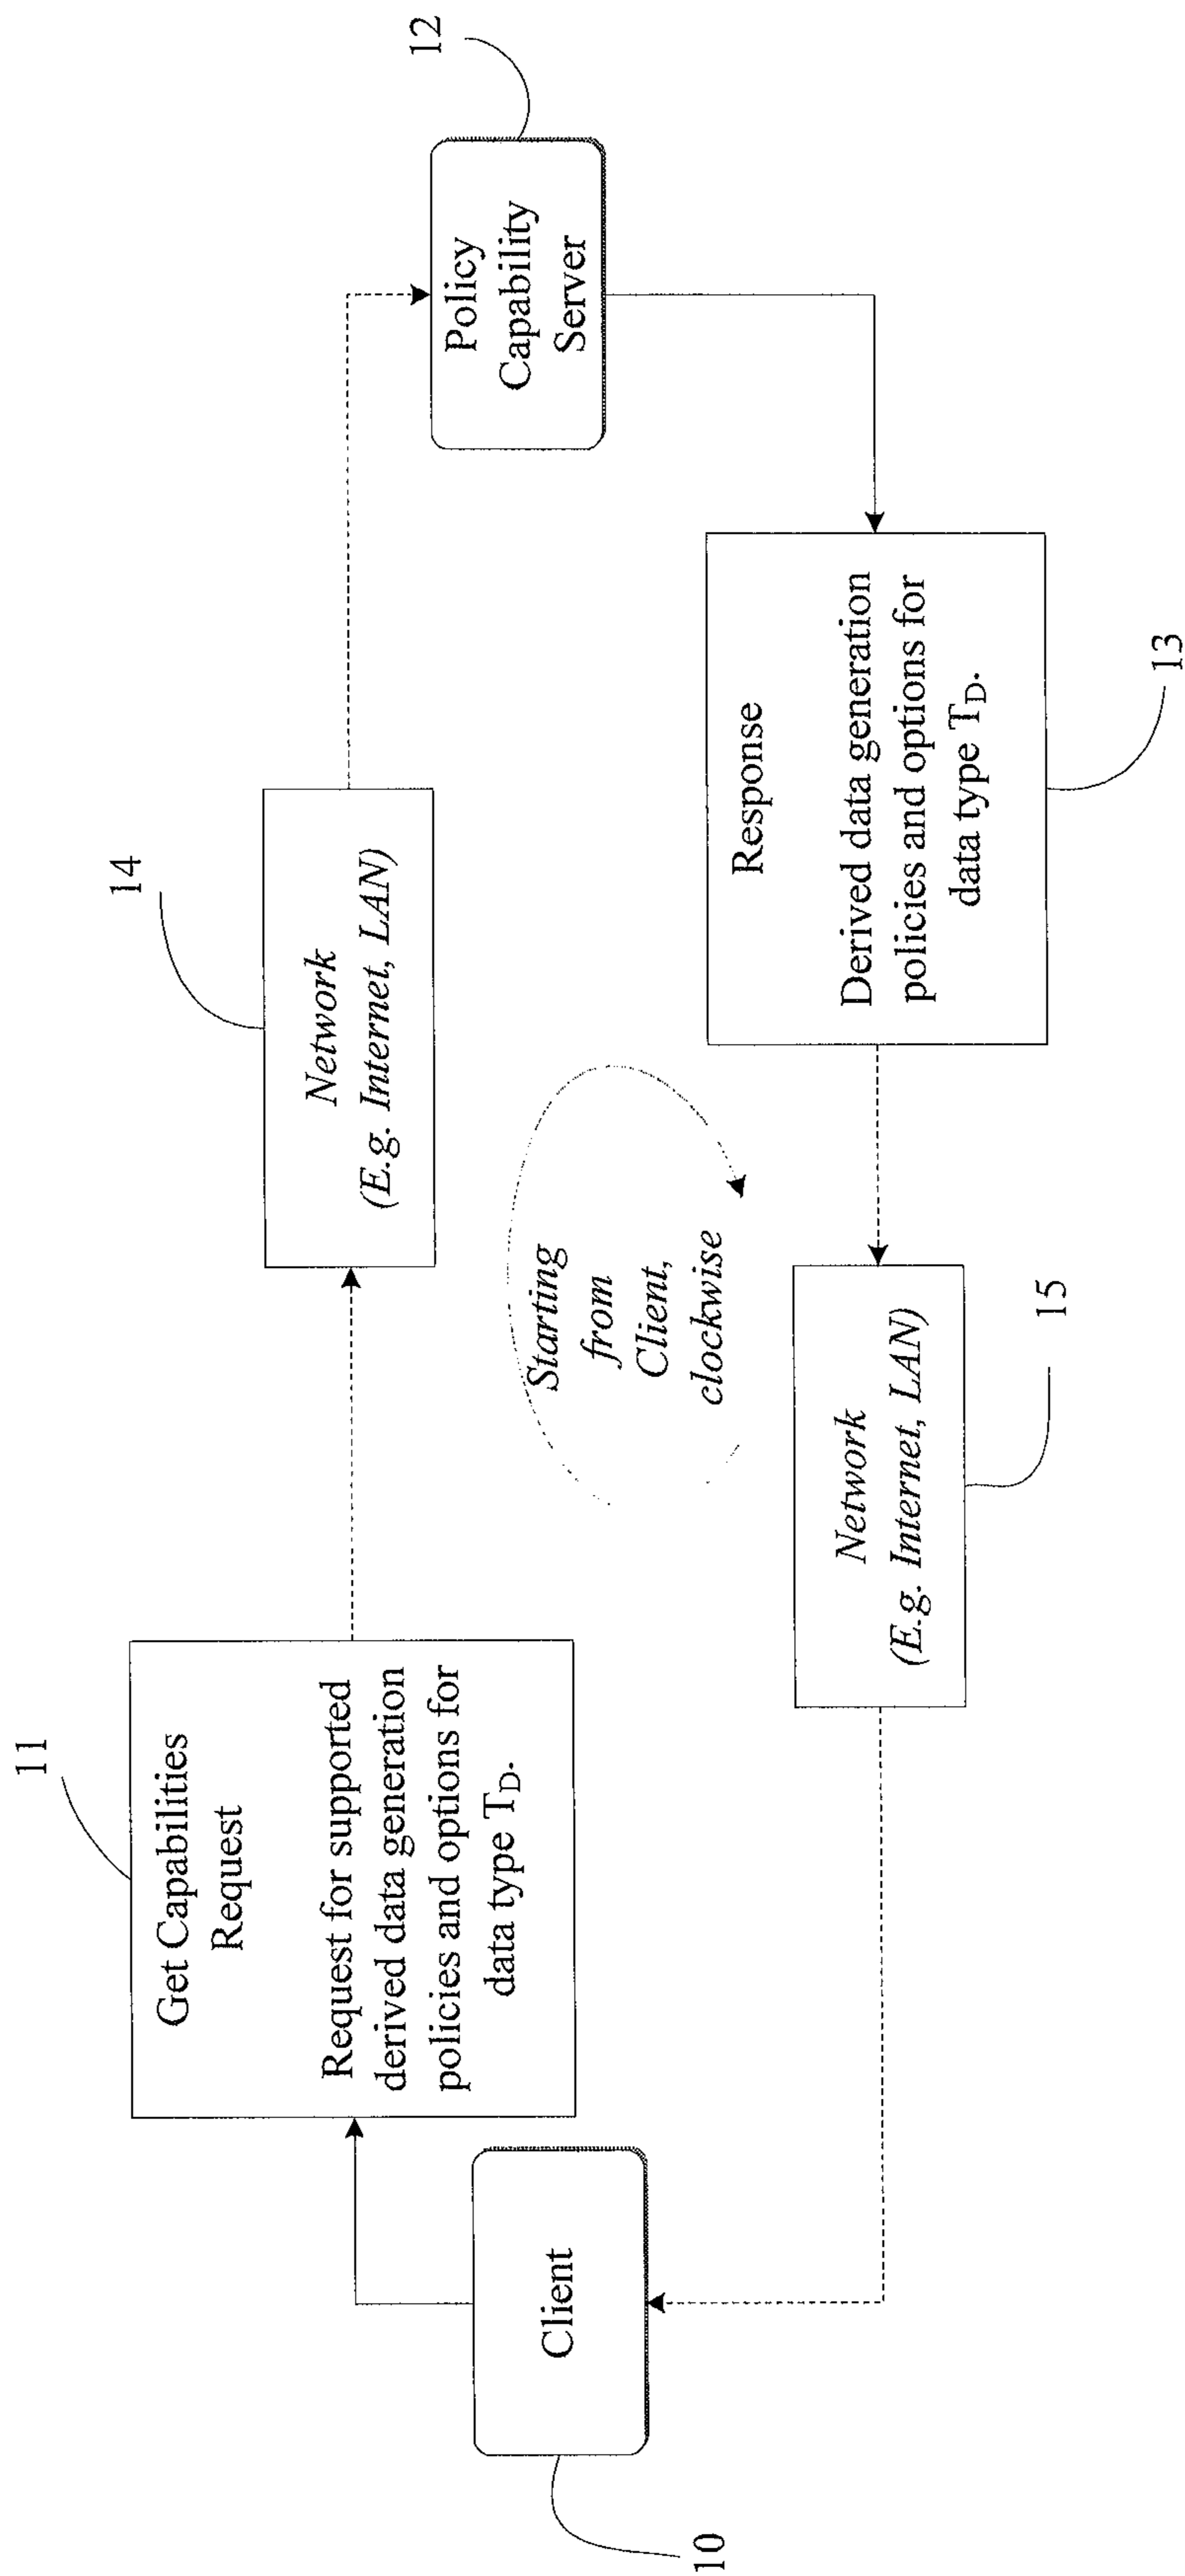 11
Get Capabilities
Request
Request for supported
derived data generation
policies and options for
data type T_D.
14
Network
(E.g. Internet, LAN)
12
Policy
Capability
Server
10
Client
Starting
from
Client,
clockwise
Response
Derived data generation
policies and options for
data type T_D.
13
Network
(E.g. Internet, LAN)
15